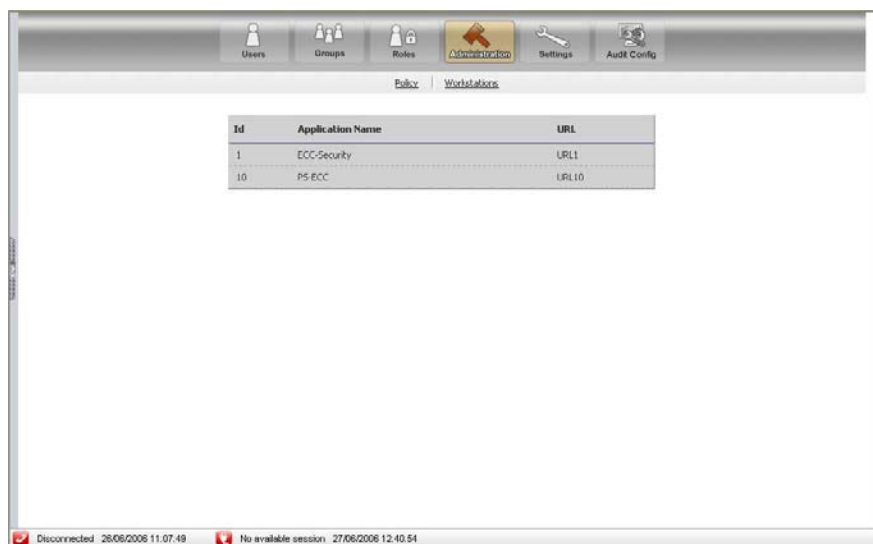 Users Groups Roles Administration Settings Audit Config
Policy Workstations
Id Application Name URL
1 ECC-Security URL1
10 PS-ECC URL10
Disconnected 26/06/2006 11.07.49 No available session 27/06/2006 12.40.54